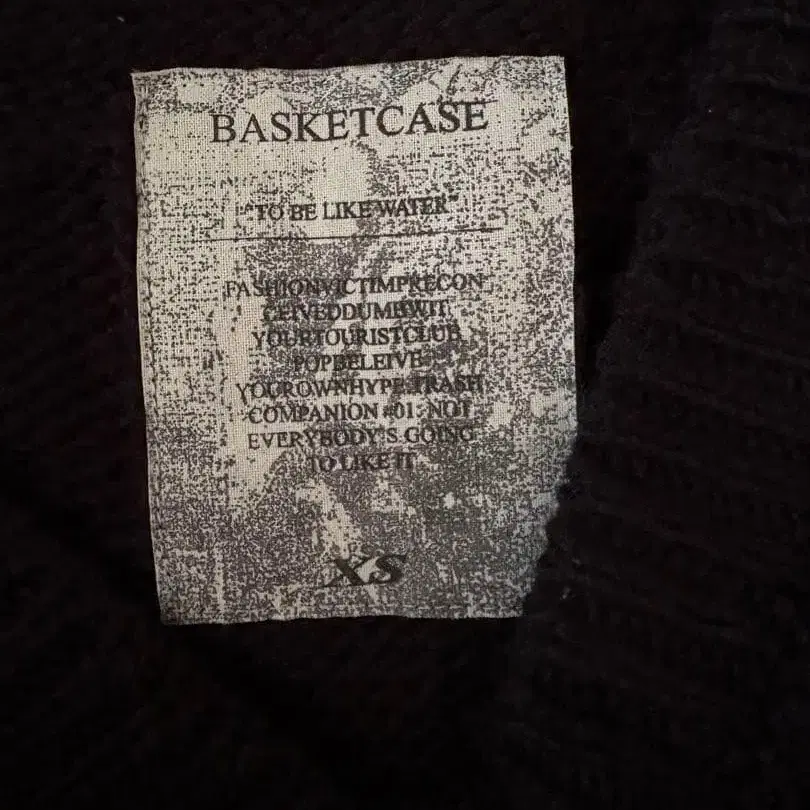 BASKETCASE
"TO BE LIKE WATER"
FASHIONVICTIMPRECON
CEIVEDDUMBWIT
YOURTOURISTCLUB
POPBELEIVE
YOUROWNHYPE TRASH
COMPANION #01: NOT
EVERYBODY'S GOING
TO LIKE IT
XS